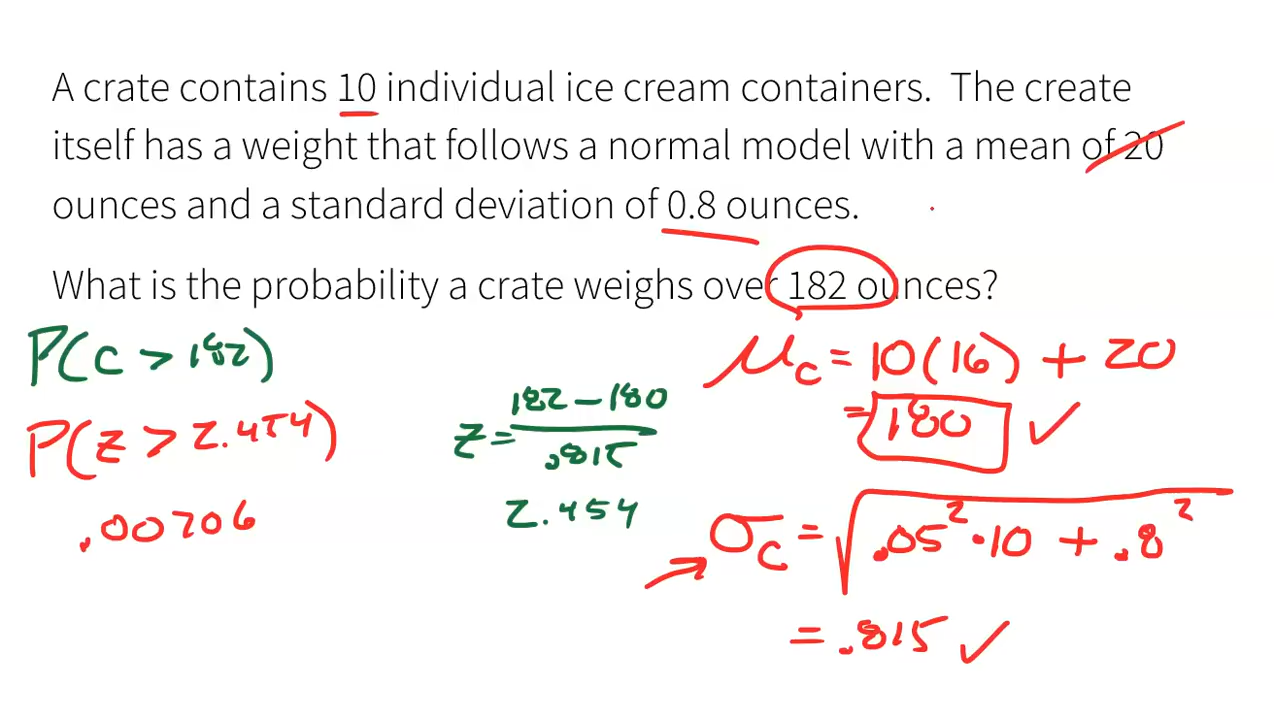 A crate contains 10 individual ice cream containers. The create
itself has a weight that follows a normal model with a mean of 20
ounces and a standard deviation of 0.8 ounces.
What is the probability a crate weighs over 182 ounces?
P(C > 182)
P(Z > 2.454)
.00706
Z = (182 - 180) / .815
2.454
μc = 10(16) + 20
= 180 ✓
σc = √(.05² · 10 + .8²)
= .815 ✓